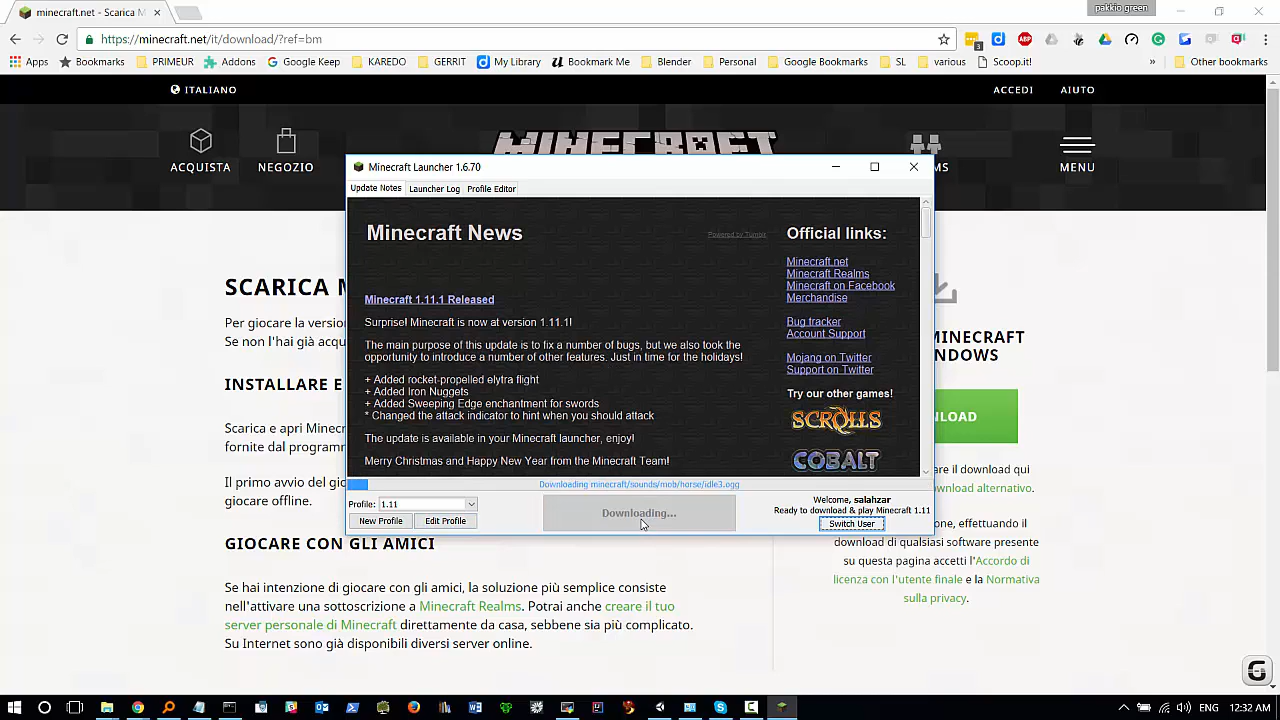 minecraft.net - Scarica M
pakkio green
https://minecraft.net/it/download/?ref=bm
3
ABP
Apps
Bookmarks
PRIMEUR
Addons
Google Keep
KAREDO
GERRIT
My Library
Bookmark Me
Blender
Personal
Google Bookmarks
SL
various
Scoop.it!
»
Other bookmarks
ITALIANO
ACCEDI
AIUTO
MINECRAFT
ACQUISTA
NEGOZIO
MS
MENU
Minecraft Launcher 1.6.70
Update Notes
Launcher Log
Profile Editor
Minecraft News
Powered by Tumblr
Official links:
Minecraft.net
Minecraft Realms
Minecraft on Facebook
Merchandise
Bug tracker
Account Support
Mojang on Twitter
Support on Twitter
Try our other games!
SCROLLS
COBALT
Minecraft 1.11.1 Released
Surprise! Minecraft is now at version 1.11.1!
The main purpose of this update is to fix a number of bugs, but we also took the
opportunity to introduce a number of other features. Just in time for the holidays!
+ Added rocket-propelled elytra flight
+ Added Iron Nuggets
+ Added Sweeping Edge enchantment for swords
* Changed the attack indicator to hint when you should attack
The update is available in your Minecraft launcher, enjoy!
Merry Christmas and Happy New Year from the Minecraft Team!
Downloading minecraft/sounds/mob/horse/idle3.ogg
Profile: 1.11
New Profile
Edit Profile
Downloading...
Welcome, salahzar
Ready to download & play Minecraft 1.11
Switch User
SCARICA M
Per giocare la version
Se non l'hai già acqu
INSTALLARE E
Scarica e apri Minecr
fornite dal programm
Il primo avvio del gioc
giocare offline.
GIOCARE CON GLI AMICI
Se hai intenzione di giocare con gli amici, la soluzione più semplice consiste
nell'attivare una sottoscrizione a Minecraft Realms. Potrai anche creare il tuo
server personale di Minecraft direttamente da casa, sebbene sia più complicato.
Su Internet sono già disponibili diversi server online.
MINECRAFT
DOWS
NLOAD
are il download qui
ownload alternativo.
effettuando il
download di qualsiasi software presente
su questa pagina accetti l'Accordo di
licenza con l'utente finale e la Normativa
sulla privacy.
G
ENG
12:32 AM